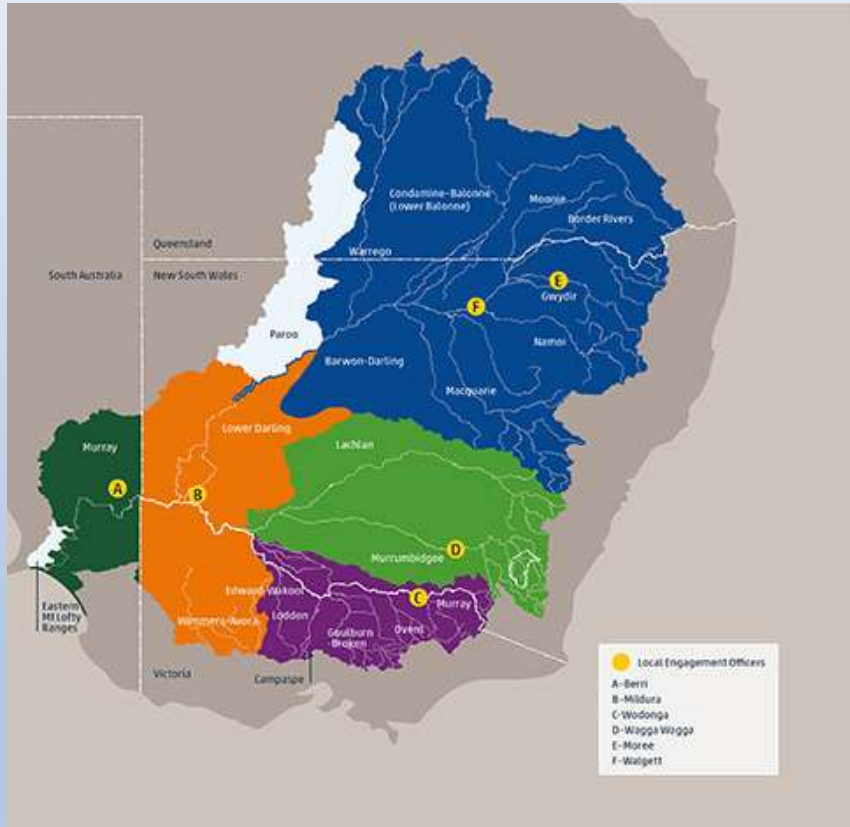 Condamine-Balonne
(Lower Balonne)
Moonie
Border Rivers
Queensland
Warrego
South Australia
New South Wales
E
Gwydir
F
Paroo
Namoi
Barwon-Darling
Macquarie
Lower Darling
Murray
Lachlan
A
B
D
Murrumbidgee
Edward-Wakool
C
Murray
Eastern
Mt Lofty
Ranges
Loddon
Wimmera-Avoca
Goulburn
-Broken
Ovens
Victoria
Campaspe
Local Engagement Officers
A-Berri
B-Mildura
C-Wodonga
D-Wagga Wagga
E-Moree
F-Walgett